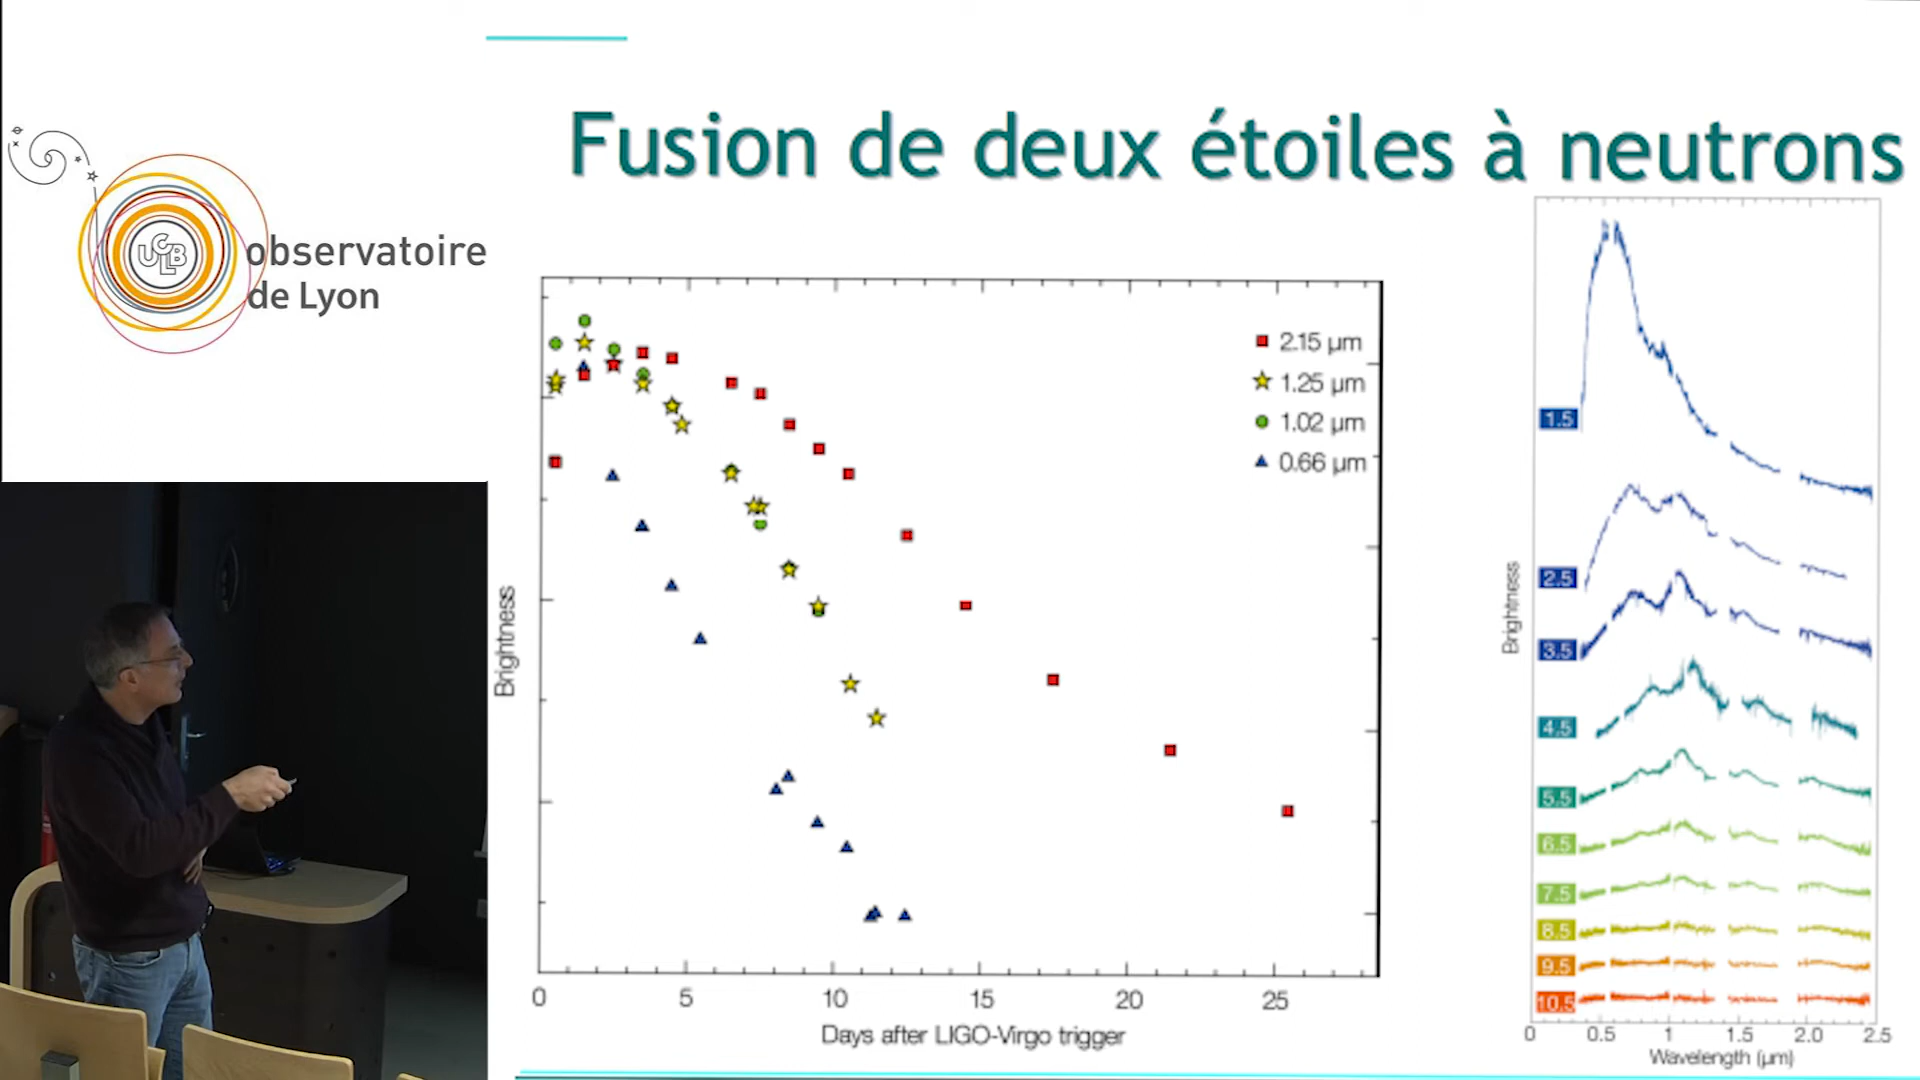 Fusion de deux étoiles à neutrons
UCBL
observatoire
de Lyon
2.15 µm
1.25 µm
1.02 µm
0.66 µm
Brightness
0 5 10 15 20 25
Days after LIGO-Virgo trigger
Brightness
1.5
2.5
3.5
4.5
5.5
6.5
7.5
8.5
9.5
10.5
0 0.5 1 1.5 2.0 2.5
Wavelength (µm)